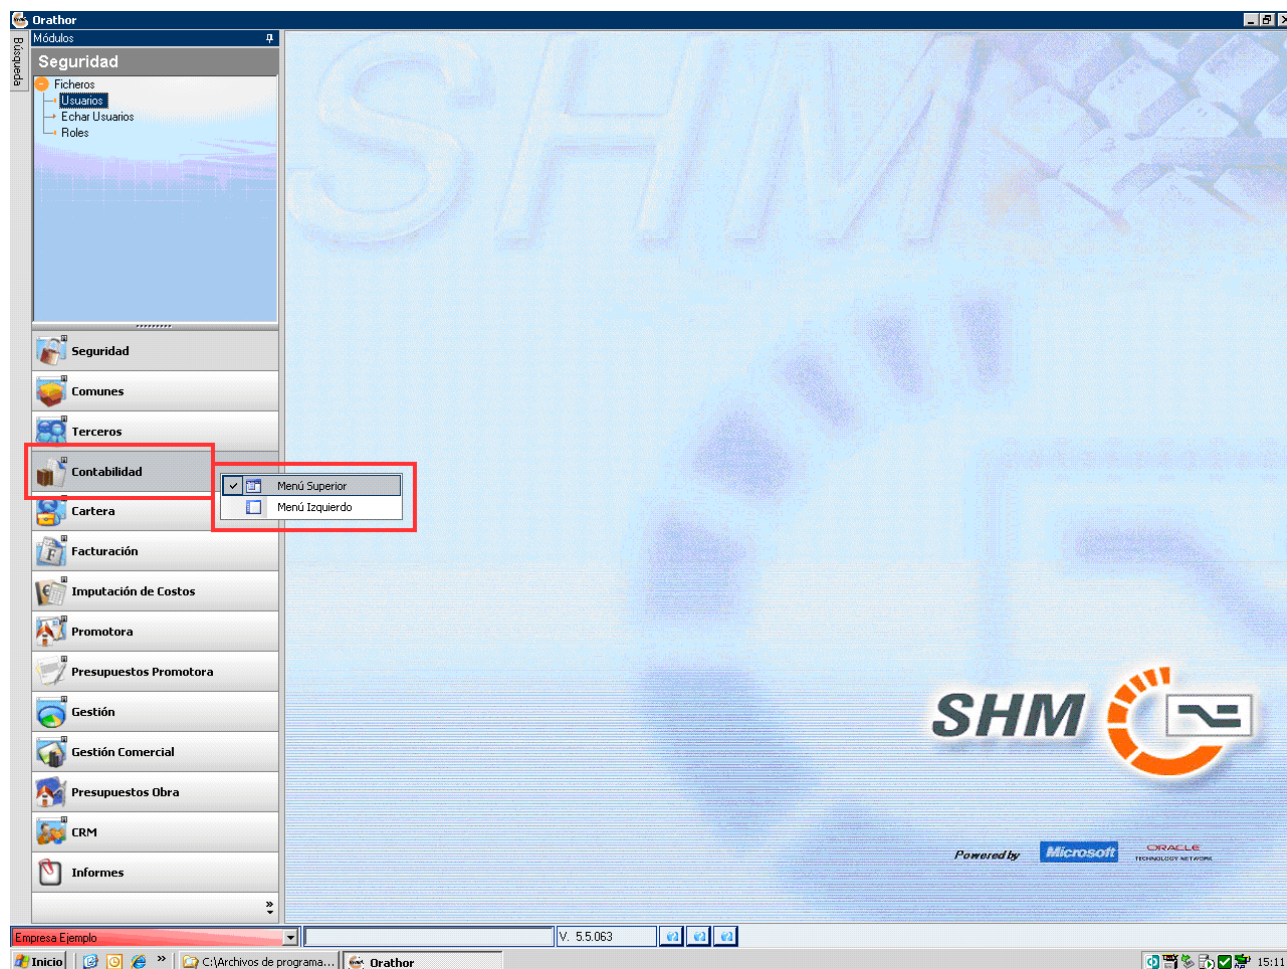 Orathor
Búsqueda
Módulos
Seguridad
Ficheros
Usuarios
Echar Usuarios
Roles
Seguridad
Comunes
Terceros
Contabilidad
Menú Superior
Menú Izquierdo
Cartera
Facturación
Imputación de Costos
Promotora
Presupuestos Promotora
Gestión
Gestión Comercial
Presupuestos Obra
CRM
Informes
SHM
SHM
Powered by Microsoft ORACLE
TECHNOLOGY NETWORK
Empresa Ejemplo
V. 5.5.063
Inicio
C:\Archivos de programa...
Orathor
15:11